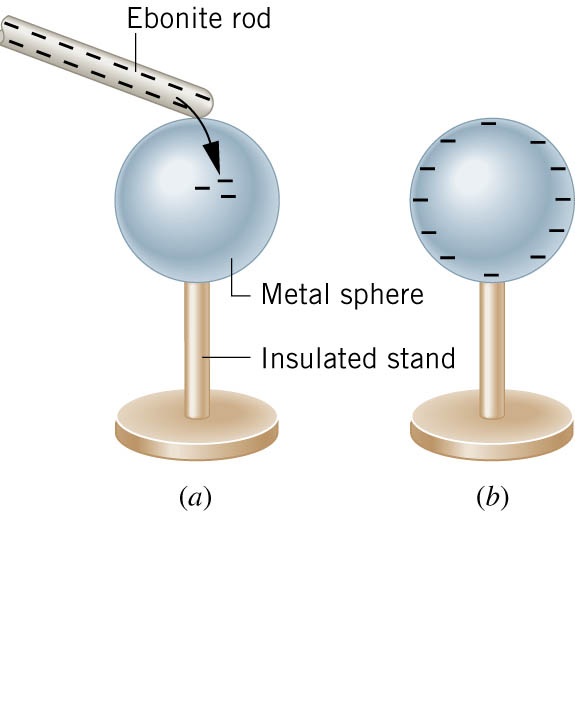 Ebonite rod
Metal sphere
Insulated stand
(a)
(b)